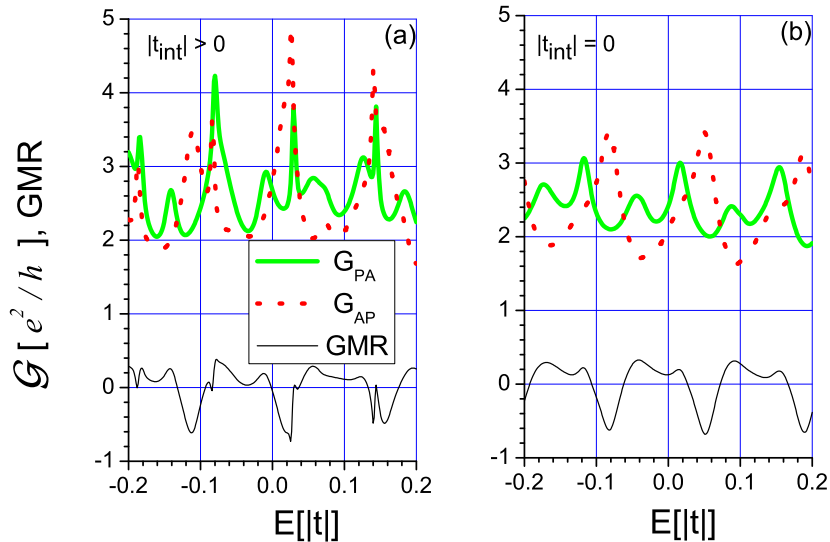 5
4
3
2
1
0
-1
-0.2
-0.1
0.0
0.1
0.2
|t_int| > 0
(a)
G_PA
G_AP
GMR
E[|t|]
𝒢 [ e² / h ], GMR
5
4
3
2
1
0
-1
-0.2
-0.1
0.0
0.1
0.2
|t_int| = 0
(b)
E[|t|]